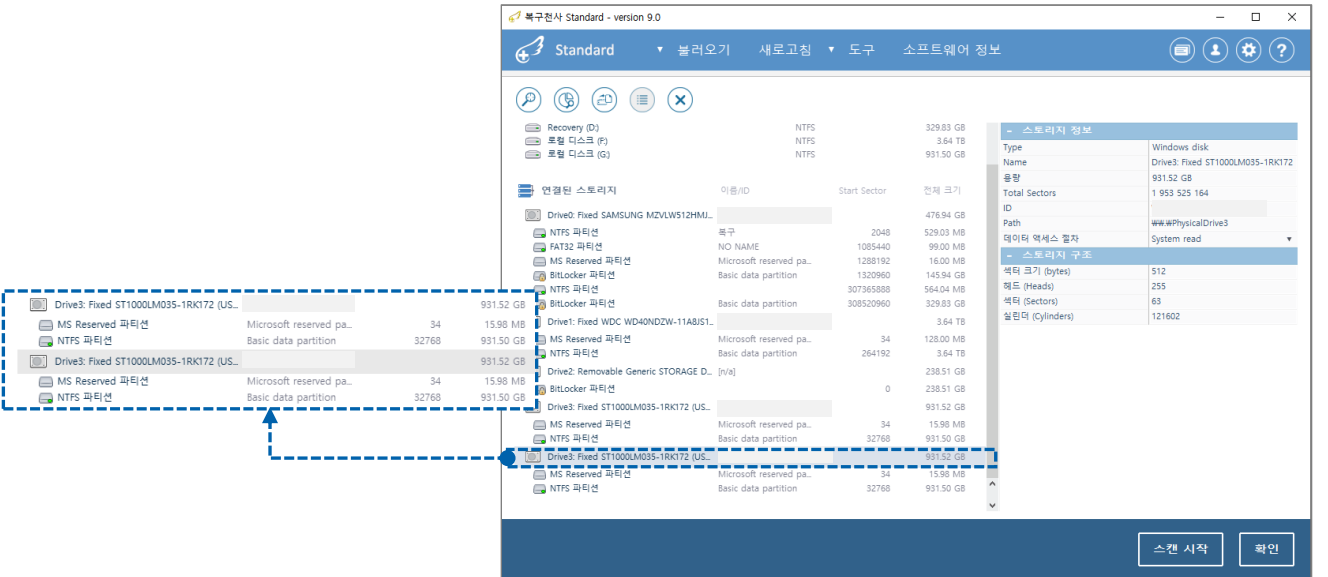 복구천사 Standard - version 9.0
Standard ▼ 불러오기 새로고침 ▼ 도구 소프트웨어 정보
Recovery (D:) NTFS 329.83 GB
로컬 디스크 (F:) NTFS 3.64 TB
로컬 디스크 (G:) NTFS 931.50 GB
연결된 스토리지 이름/ID Start Sector 전체 크기
Drive0: Fixed SAMSUNG MZVLW512HMJ... 476.94 GB
NTFS 파티션 복구 2048 529.03 MB
FAT32 파티션 NO NAME 1085440 99.00 MB
MS Reserved 파티션 Microsoft reserved pa... 1288192 16.00 MB
BitLocker 파티션 Basic data partition 1320960 145.94 GB
NTFS 파티션 307365888 564.04 MB
BitLocker 파티션 Basic data partition 308520960 329.83 GB
Drive1: Fixed WDC WD40NDZW-11A8JS1... 3.64 TB
MS Reserved 파티션 Microsoft reserved pa... 34 128.00 MB
NTFS 파티션 Basic data partition 264192 3.64 TB
Drive2: Removable Generic STORAGE D... [n/a] 238.51 GB
BitLocker 파티션 0 238.51 GB
Drive3: Fixed ST1000LM035-1RK172 (US... 931.52 GB
MS Reserved 파티션 Microsoft reserved pa... 34 15.98 MB
NTFS 파티션 Basic data partition 32768 931.50 GB
Drive3: Fixed ST1000LM035-1RK172 (US... 931.52 GB
MS Reserved 파티션 Microsoft reserved pa... 34 15.98 MB
NTFS 파티션 Basic data partition 32768 931.50 GB
스토리지 정보
Type Windows disk
Name Drive3: Fixed ST1000LM035-1RK172
용량 931.52 GB
Total Sectors 1 953 525 164
ID
Path ₩₩.₩PhysicalDrive3
데이터 액세스 절차 System read
스토리지 구조
섹터 크기 (bytes) 512
헤드 (Heads) 255
섹터 (Sectors) 63
실린더 (Cylinders) 121602
스캔 시작 확인
Drive3: Fixed ST1000LM035-1RK172 (US... 931.52 GB
MS Reserved 파티션 Microsoft reserved pa... 34 15.98 MB
NTFS 파티션 Basic data partition 32768 931.50 GB
Drive3: Fixed ST1000LM035-1RK172 (US... 931.52 GB
MS Reserved 파티션 Microsoft reserved pa... 34 15.98 MB
NTFS 파티션 Basic data partition 32768 931.50 GB